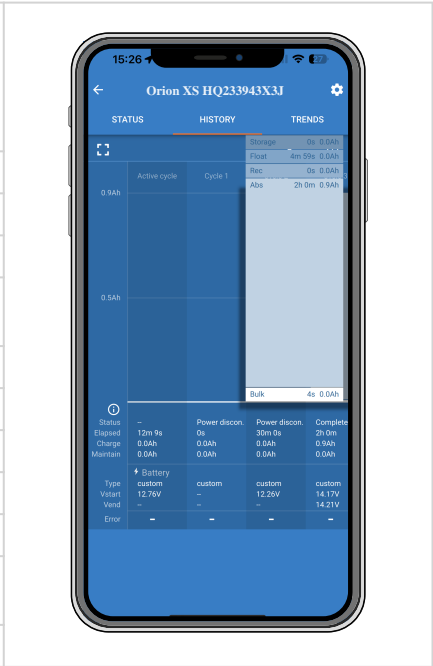 15:26 27
Orion XS HQ233943X3J
STATUS HISTORY TRENDS
Storage 0s 0.0Ah
Float 4m 59s 0.0Ah
Active cycle Cycle 1 Rec 0s 0.0Ah
Abs 2h 0m 0.9Ah
0.9Ah
0.5Ah
Bulk 4s 0.0Ah
Status – Power discon. Power discon. Complete
Elapsed 12m 9s 0s 30m 0s 2h 0m
Charge 0.0Ah 0.0Ah 0.0Ah 0.9Ah
Maintain 0.0Ah 0.0Ah 0.0Ah 0.0Ah
Battery
Type custom custom custom custom
Vstart 12.76V – 12.26V 14.17V
Vend – – – 14.21V
Error – – – –